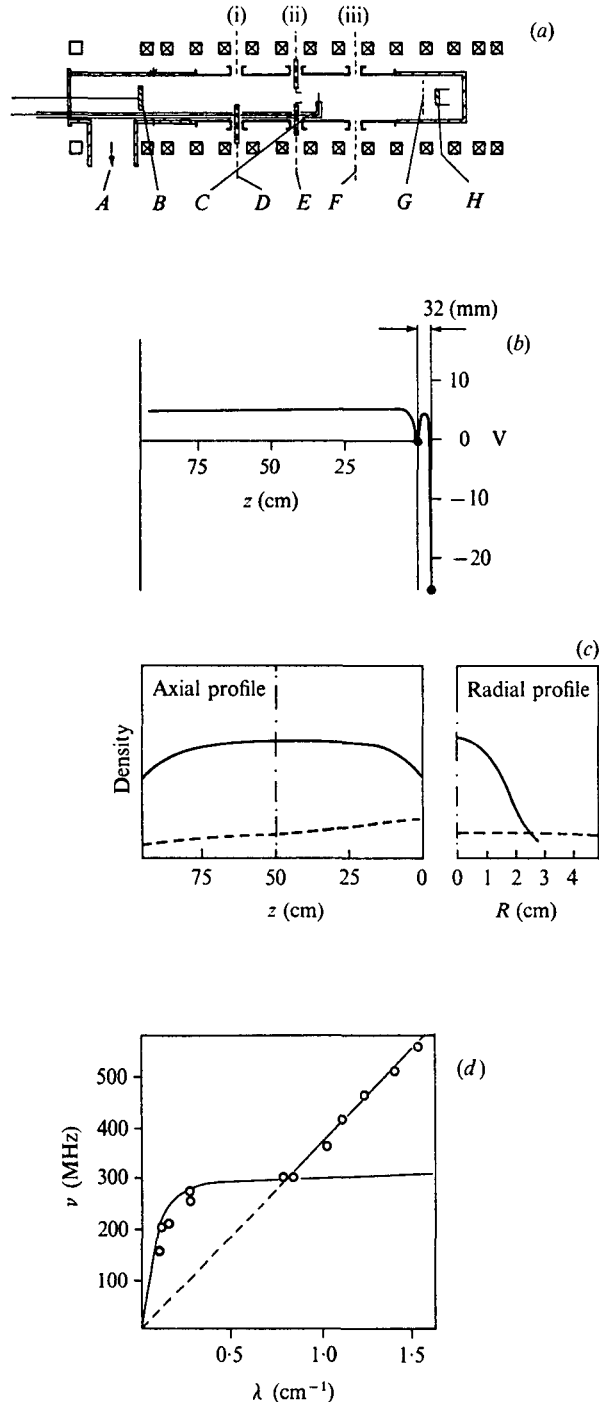 (i) (ii) (iii) (a)
A B C D E F G H
32 (mm)
(b)
10
0 V
−10
−20
75 50 25
z (cm)
(c)
Axial profile
Radial profile
Density
75 50 25 0
z (cm)
0 1 2 3 4
R (cm)
(d)
500
400
300
200
100
ν (MHz)
0·5 1·0 1·5
λ (cm⁻¹)